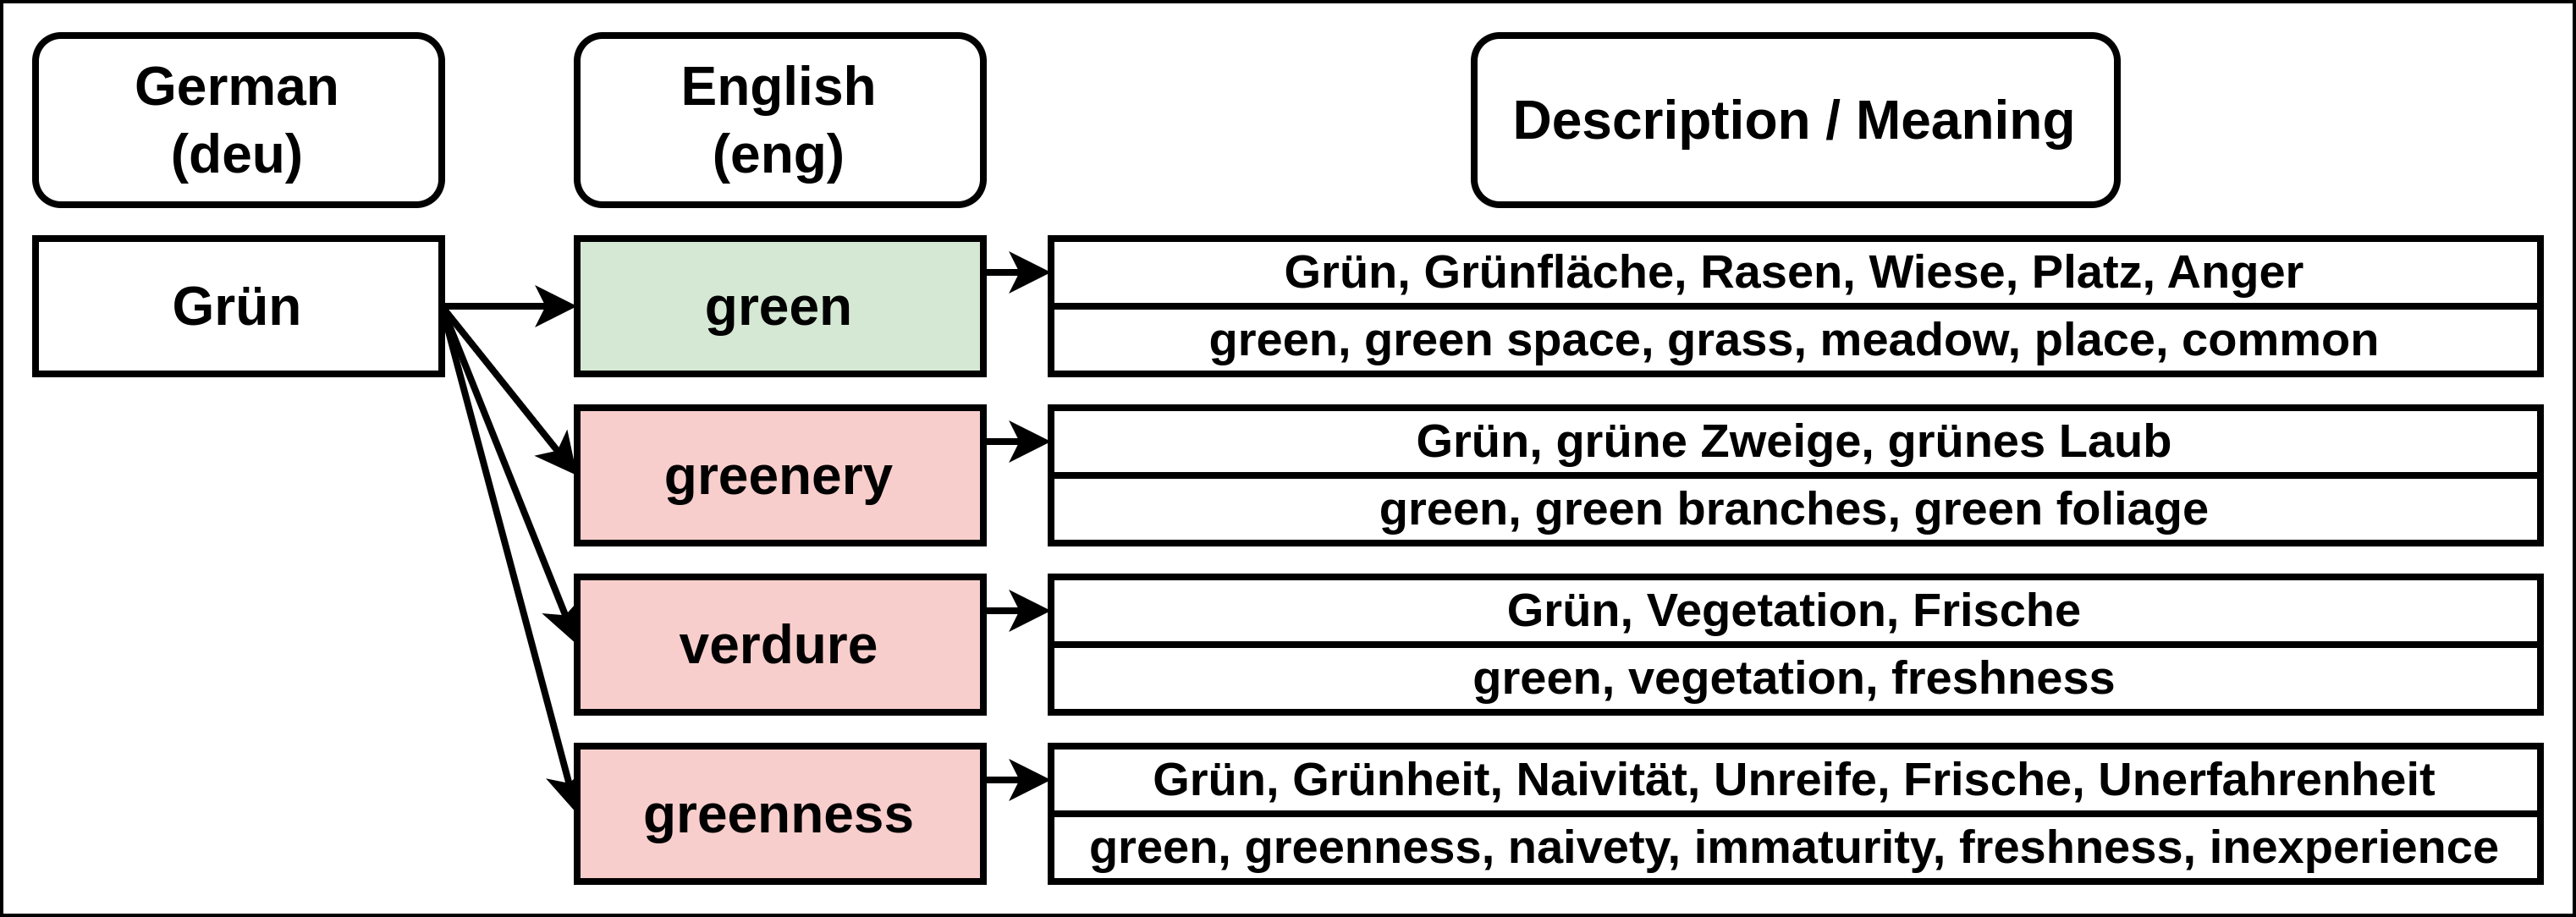 German
(deu)
English
(eng)
Description / Meaning
Grün
green
Grün, Grünfläche, Rasen, Wiese, Platz, Anger
green, green space, grass, meadow, place, common
greenery
Grün, grüne Zweige, grünes Laub
green, green branches, green foliage
verdure
Grün, Vegetation, Frische
green, vegetation, freshness
greenness
Grün, Grünheit, Naivität, Unreife, Frische, Unerfahrenheit
green, greenness, naivety, immaturity, freshness, inexperience